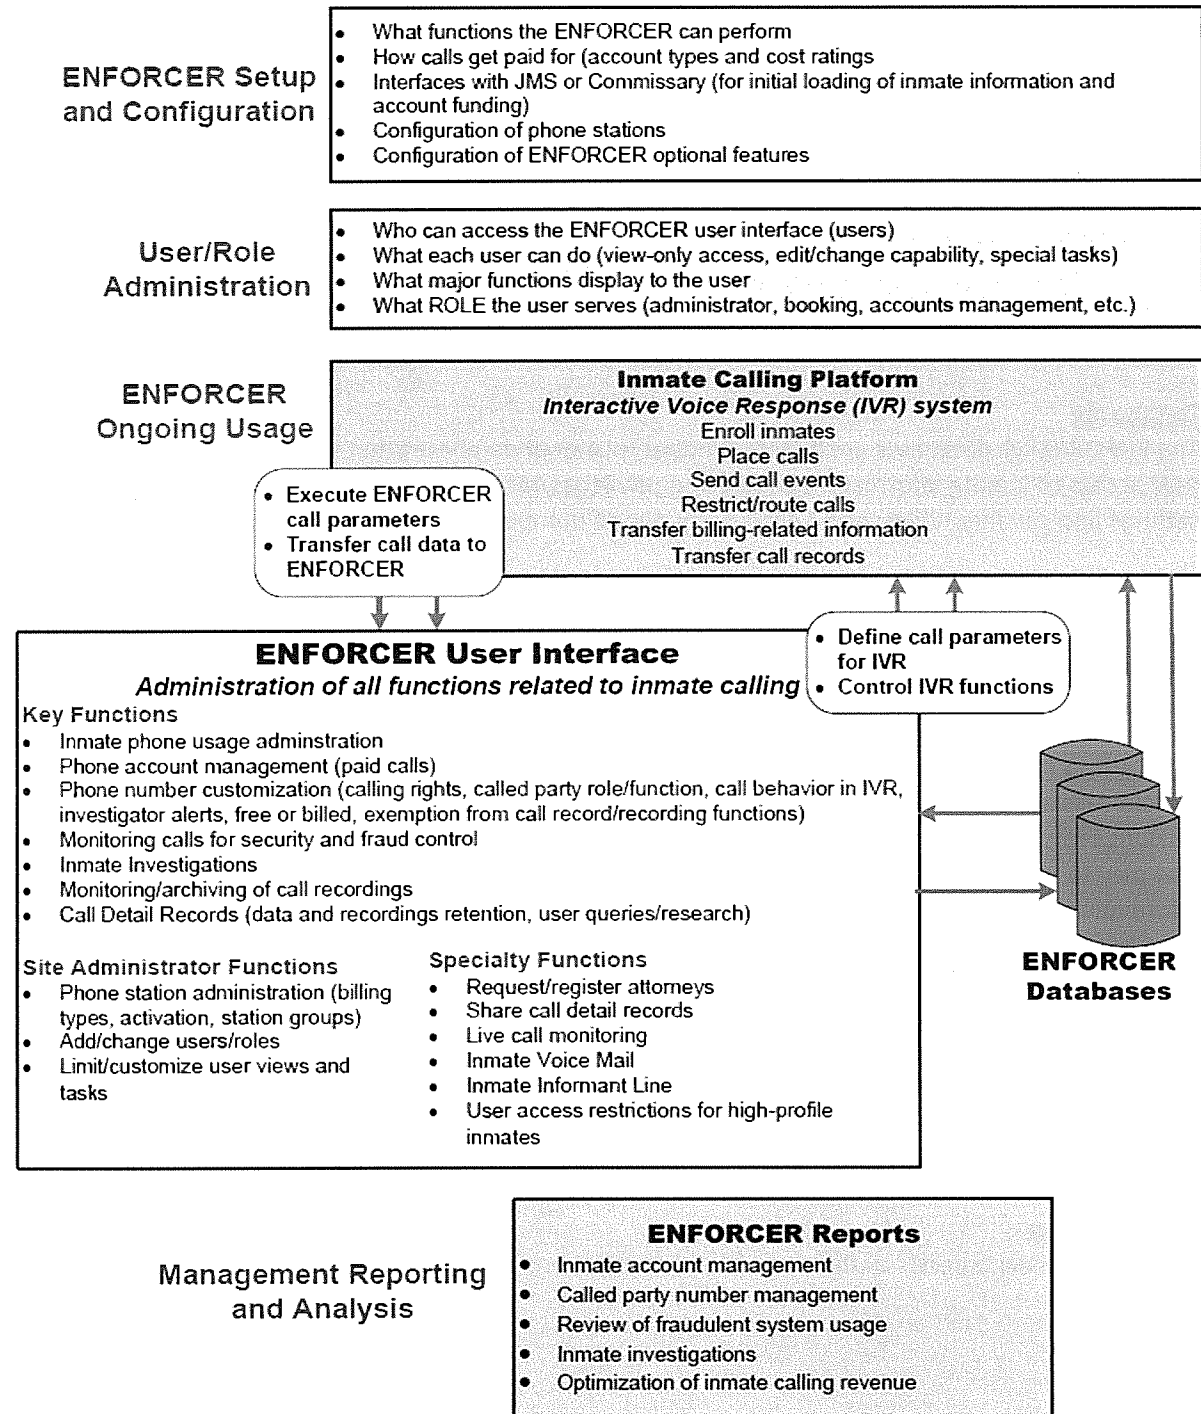 ENFORCER Setup
and Configuration
• What functions the ENFORCER can perform
• How calls get paid for (account types and cost ratings
• Interfaces with JMS or Commissary (for initial loading of inmate information and
account funding)
• Configuration of phone stations
• Configuration of ENFORCER optional features
User/Role
Administration
• Who can access the ENFORCER user interface (users)
• What each user can do (view-only access, edit/change capability, special tasks)
• What major functions display to the user
• What ROLE the user serves (administrator, booking, accounts management, etc.)
ENFORCER
Ongoing Usage
Inmate Calling Platform
Interactive Voice Response (IVR) system
Enroll inmates
Place calls
Send call events
Restrict/route calls
Transfer billing-related information
Transfer call records
• Execute ENFORCER
call parameters
• Transfer call data to
ENFORCER
• Define call parameters
for IVR
• Control IVR functions
ENFORCER User Interface
Administration of all functions related to inmate calling
Key Functions
• Inmate phone usage adminstration
• Phone account management (paid calls)
• Phone number customization (calling rights, called party role/function, call behavior in IVR,
investigator alerts, free or billed, exemption from call record/recording functions)
• Monitoring calls for security and fraud control
• Inmate Investigations
• Monitoring/archiving of call recordings
• Call Detail Records (data and recordings retention, user queries/research)
Site Administrator Functions
• Phone station administration (billing
types, activation, station groups)
• Add/change users/roles
• Limit/customize user views and
tasks
Specialty Functions
• Request/register attorneys
• Share call detail records
• Live call monitoring
• Inmate Voice Mail
• Inmate Informant Line
• User access restrictions for high-profile
inmates
ENFORCER
Databases
Management Reporting
and Analysis
ENFORCER Reports
• Inmate account management
• Called party number management
• Review of fraudulent system usage
• Inmate investigations
• Optimization of inmate calling revenue